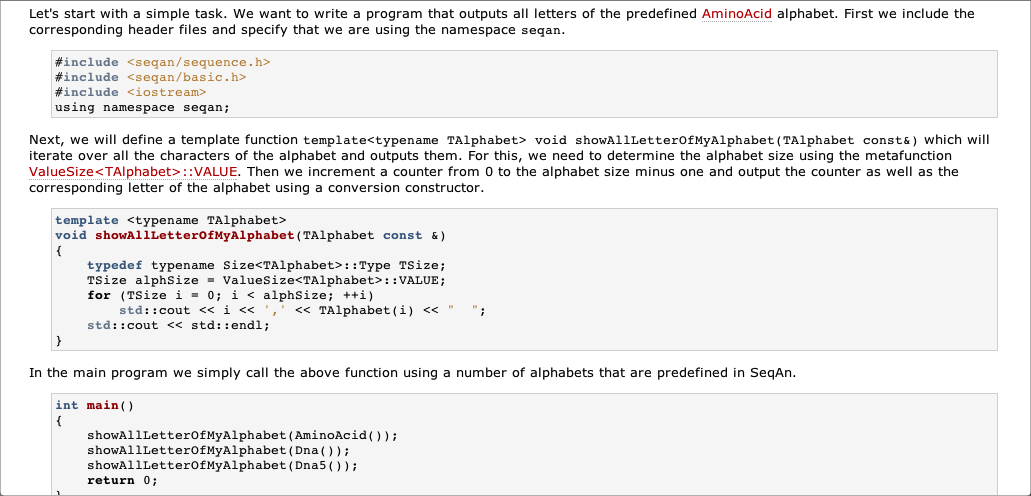 Let's start with a simple task. We want to write a program that outputs all letters of the predefined AminoAcid alphabet. First we include the
corresponding header files and specify that we are using the namespace seqan.
#include <seqan/sequence.h>
#include <seqan/basic.h>
#include <iostream>
using namespace seqan;
Next, we will define a template function template<typename TAlphabet> void showAllLetterOfMyAlphabet(TAlphabet const&) which will
iterate over all the characters of the alphabet and outputs them. For this, we need to determine the alphabet size using the metafunction
ValueSize<TAlphabet>::VALUE. Then we increment a counter from 0 to the alphabet size minus one and output the counter as well as the
corresponding letter of the alphabet using a conversion constructor.
template <typename TAlphabet>
void showAllLetterOfMyAlphabet(TAlphabet const &)
{
    typedef typename Size<TAlphabet>::Type TSize;
    TSize alphSize = ValueSize<TAlphabet>::VALUE;
    for (TSize i = 0; i < alphSize; ++i)
        std::cout << i << ',' << TAlphabet(i) << "  ";
    std::cout << std::endl;
}
In the main program we simply call the above function using a number of alphabets that are predefined in SeqAn.
int main()
{
    showAllLetterOfMyAlphabet(AminoAcid());
    showAllLetterOfMyAlphabet(Dna());
    showAllLetterOfMyAlphabet(Dna5());
    return 0;
}